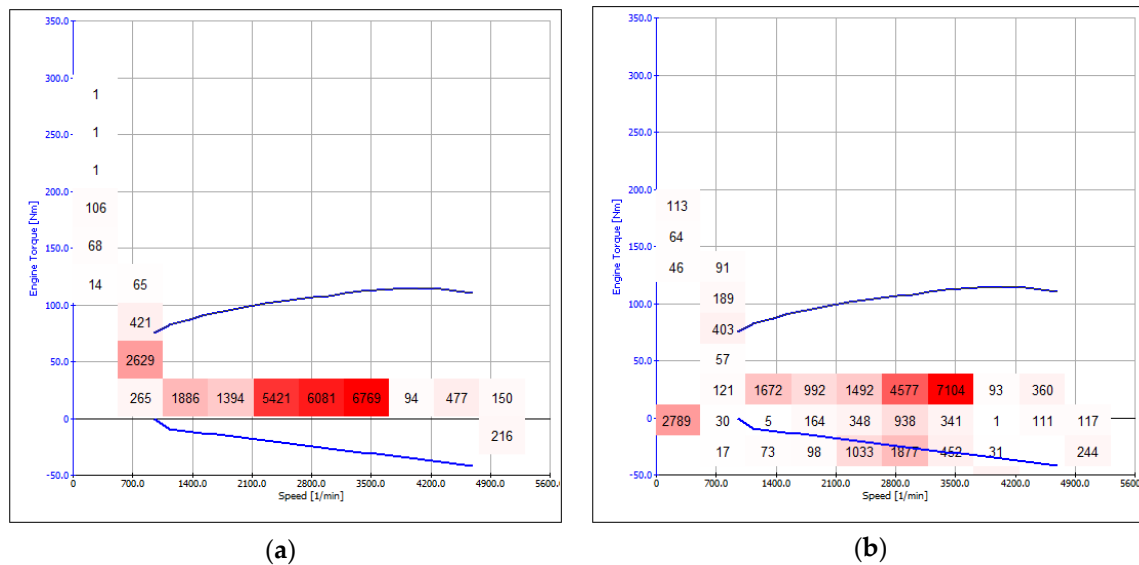 350.0
300.0
250.0
200.0
150.0
100.0
50.0
0
-50.0
Engine Torque [Nm]
1
1
1
106
68
14 65
421
2629
265 1886 1394 5421 6081 6769 94 477 150
216
0 700.0 1400.0 2100.0 2800.0 3500.0 4200.0 4900.0 5600.0
Speed [1/min]
(a)
350.0
300.0
250.0
200.0
150.0
100.0
50.0
0
-50.0
Engine Torque [Nm]
113
64
46 91
189
403
57
121 1672 992 1492 4577 7104 93 360
2789 30 5 164 348 938 341 1 111 117
17 73 98 1033 1877 452 31 244
0 700.0 1400.0 2100.0 2800.0 3500.0 4200.0 4900.0 5600.
Speed [1/min]
(b)